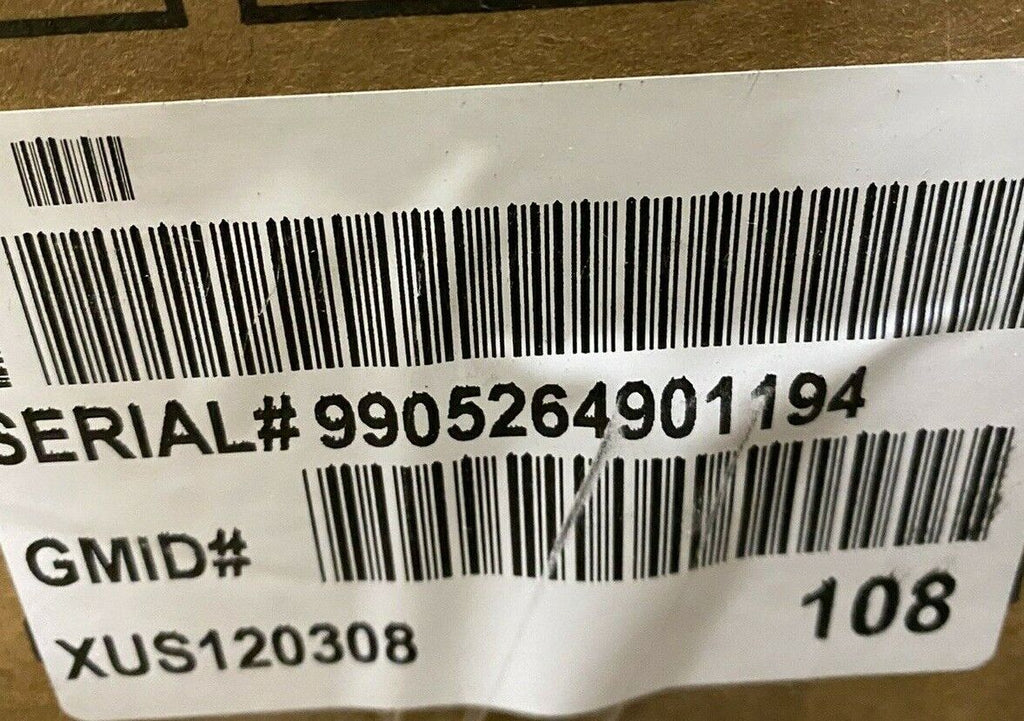 SERIAL# 9905264901194
GMID#
XUS120308
108